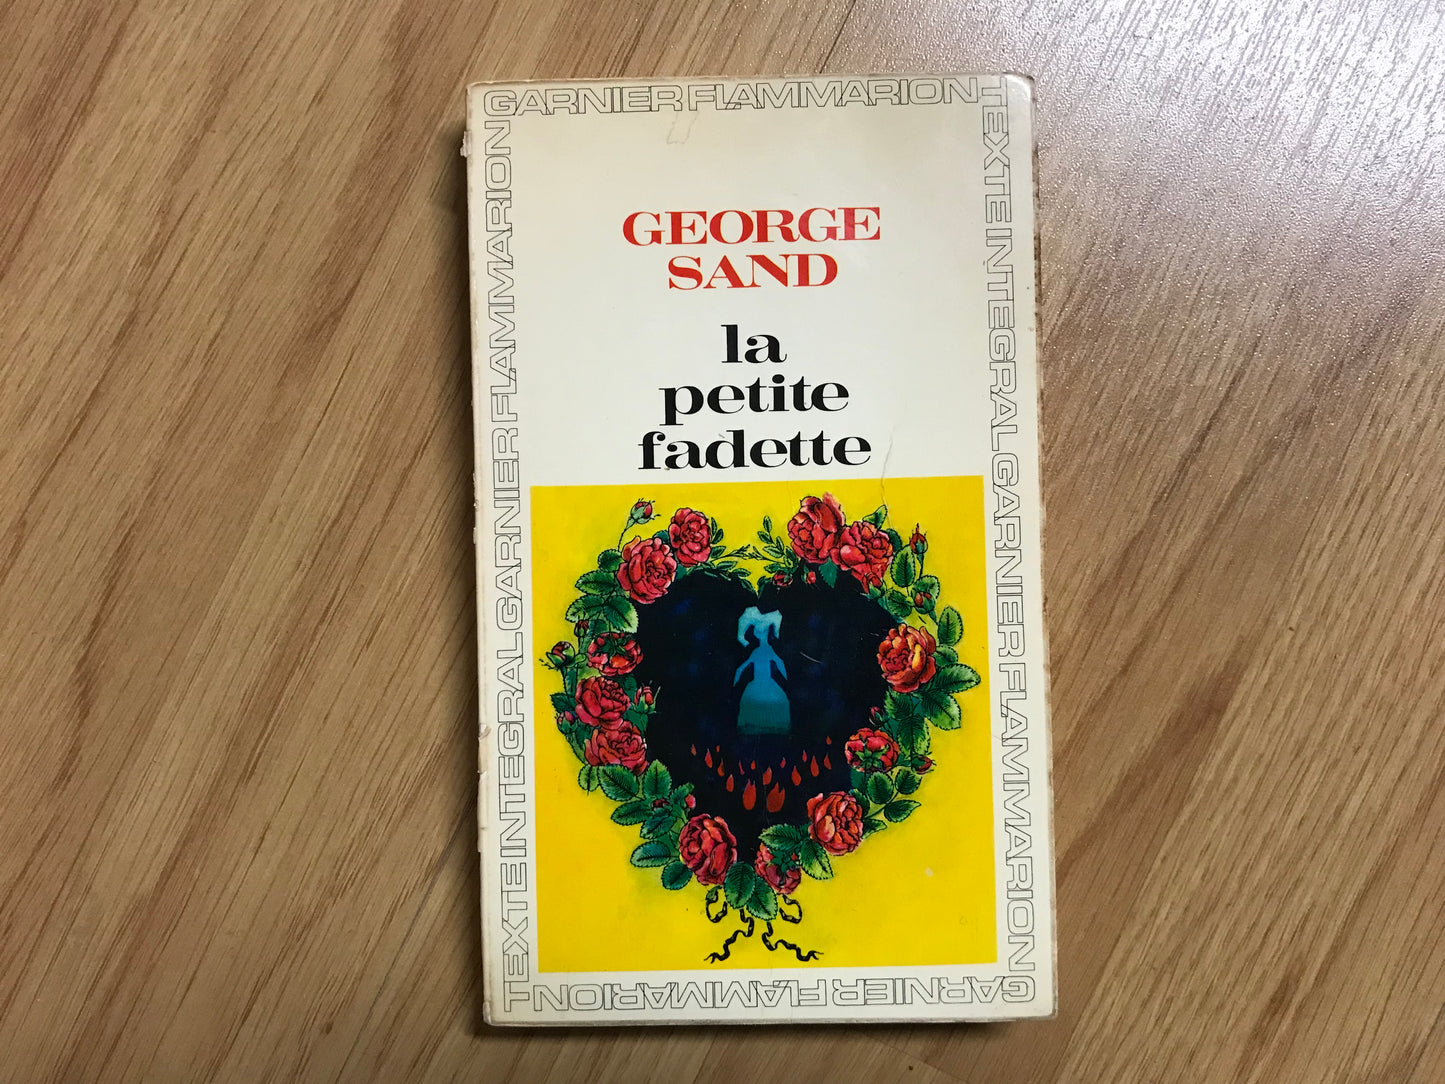 GARNIER FLAMMARION
TEXTE INTEGRAL GARNIER FLAMMARION
GARNIER FLAMMARION
TEXTE INTEGRAL GARNIER FLAMMARION
GEORGE
SAND
la
petite
fadette